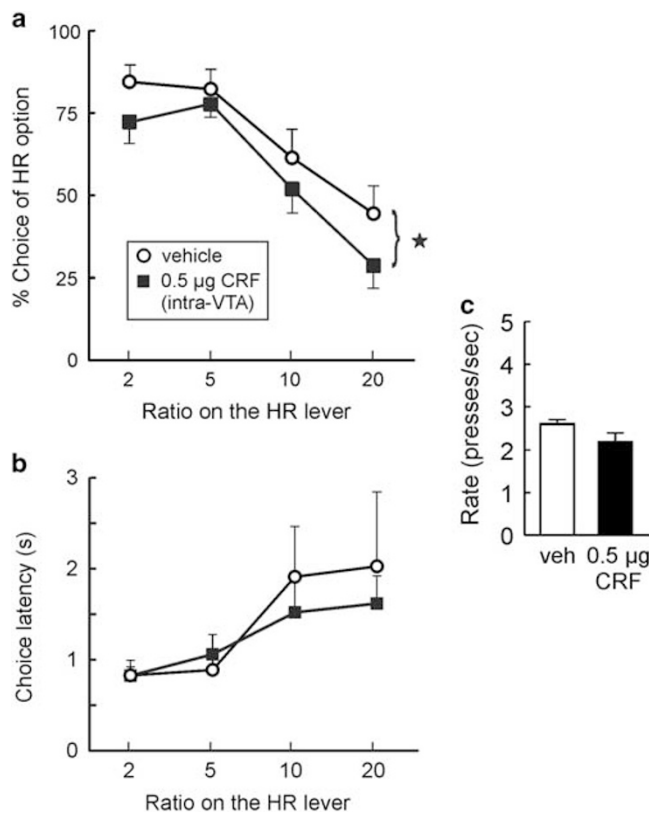 a
100
75
50
25
0
% Choice of HR option
vehicle
0.5 µg CRF
(intra-VTA)
2 5 10 20
Ratio on the HR lever
b
3
2
1
0
Choice latency (s)
2 5 10 20
Ratio on the HR lever
c
5
4
3
2
1
0
Rate (presses/sec)
veh 0.5 µg
CRF